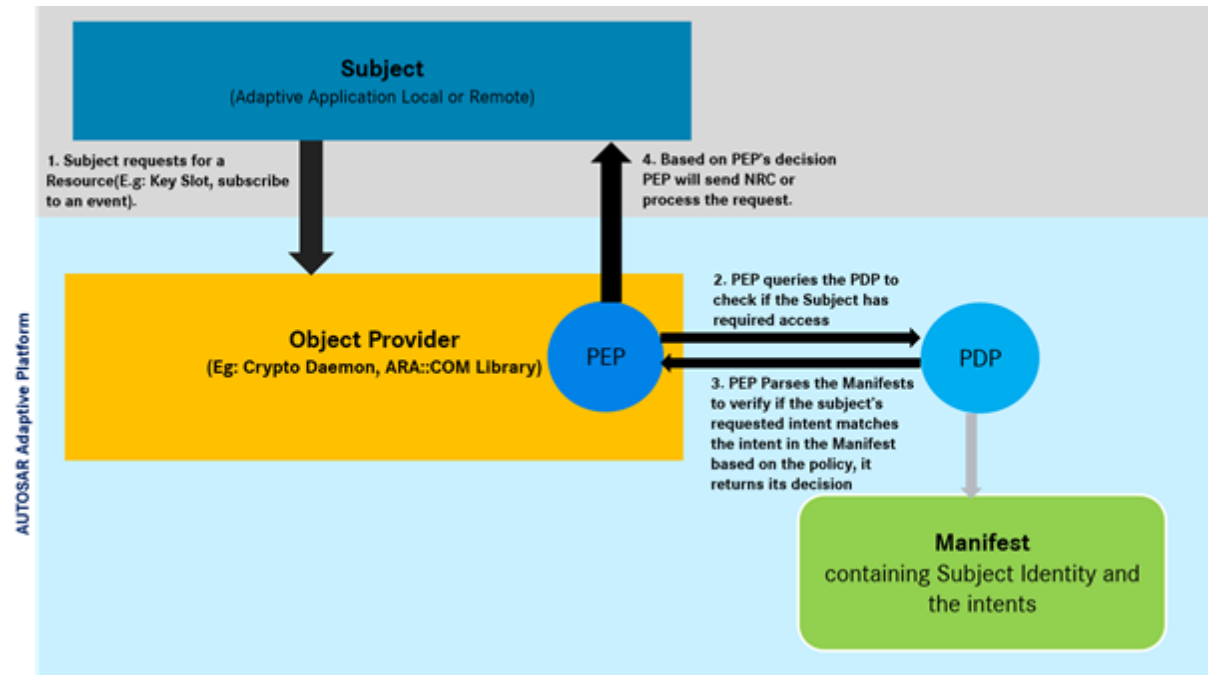 Subject
(Adaptive Application Local or Remote)
1. Subject requests for a
Resource(E.g: Key Slot, subscribe
to an event).
4. Based on PEP's decision
PEP will send NRC or
process the request.
AUTOSAR Adaptive Platform
Object Provider
(Eg: Crypto Daemon, ARA::COM Library)
PEP
2. PEP queries the PDP to
check if the Subject has
required access
PDP
3. PEP Parses the Manifests
to verify if the subject's
requested intent matches
the intent in the Manifest
based on the policy, it
returns its decision
Manifest
containing Subject Identity and
the intents